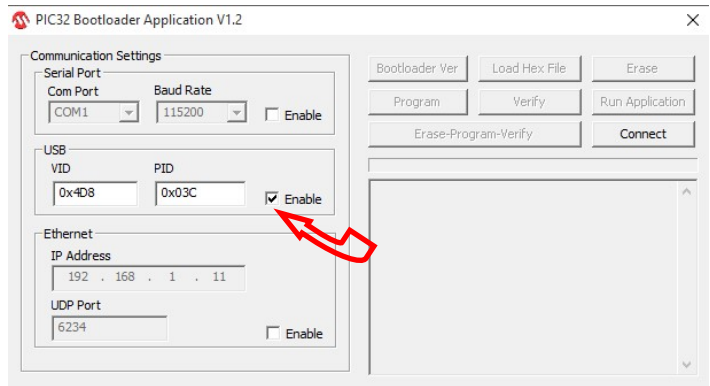 PIC32 Bootloader Application V1.2
Communication Settings
Serial Port
Com Port Baud Rate
COM1 115200 Enable
USB
VID PID
0x4D8 0x03C Enable
Ethernet
IP Address
192 . 168 . 1 . 11
UDP Port
6234 Enable
Bootloader Ver Load Hex File Erase
Program Verify Run Application
Erase-Program-Verify Connect